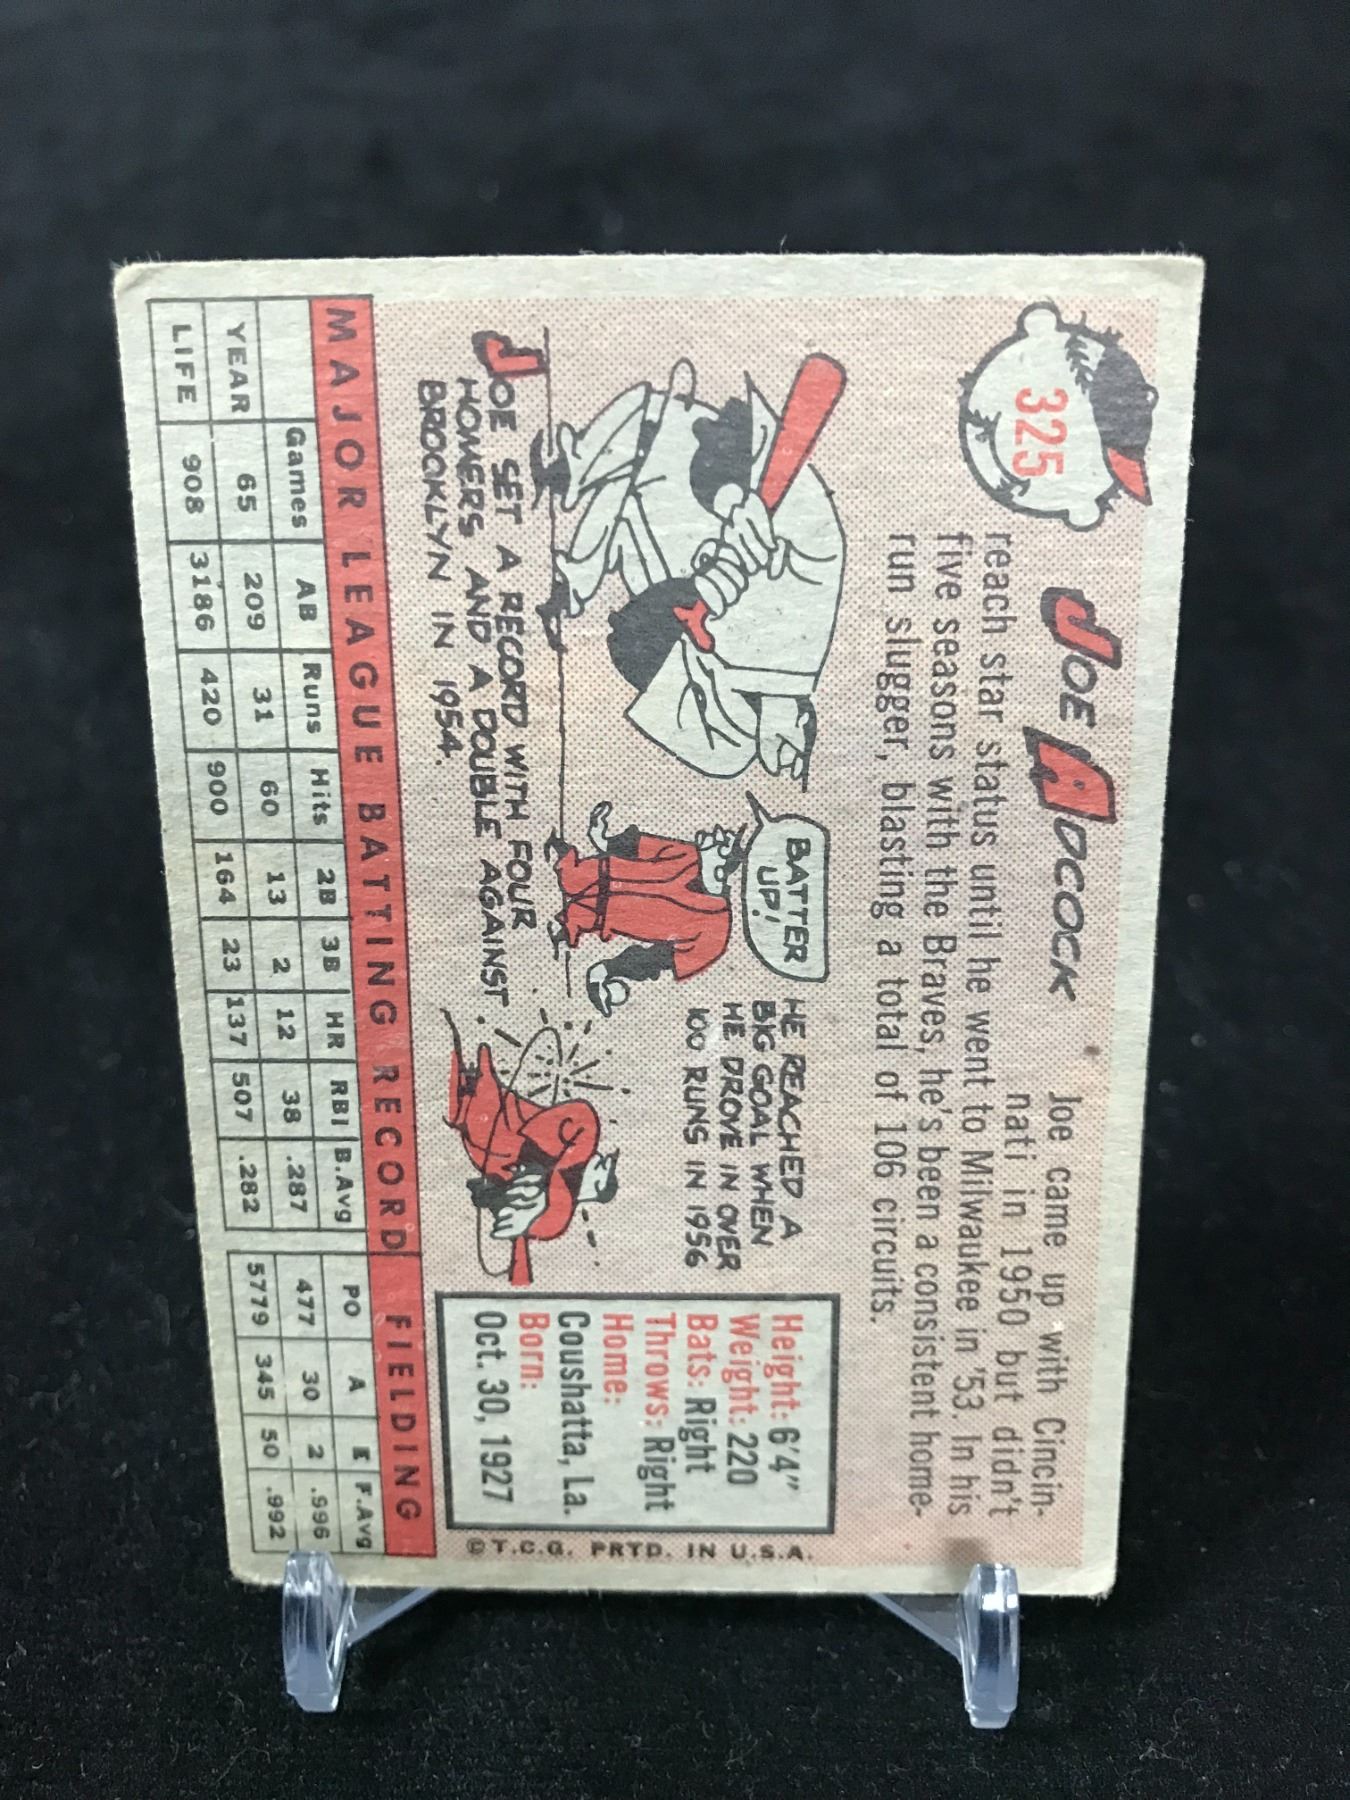 325
JOE ADCOCK
Joe came up with Cincin-
nati in 1950 but didn't
reach star status until he went to Milwaukee in '53. In his
five seasons with the Braves, he's been a consistent home-
run slugger, blasting a total of 106 circuits.
BATTER
UP!
HE REACHED A
BIG GOAL WHEN
HE DROVE IN OVER
100 RUNS IN 1956
JOE SET A RECORD WITH FOUR
HOMERS AND A DOUBLE AGAINST
BROOKLYN IN 1954.
Height: 6'4"
Weight: 220
Bats: Right
Throws: Right
Home:
Coushatta, La.
Born:
Oct. 30, 1927
©T.C.G. PRTD. IN U.S.A.
MAJOR LEAGUE BATTING RECORD FIELDING
Games AB Runs Hits 2B 3B HR RBI B.Avg PO A E F.Avg
YEAR 65 209 31 60 13 2 12 38 .287 477 30 2 .996
LIFE 908 3186 420 900 164 23 137 507 .282 5779 345 50 .992